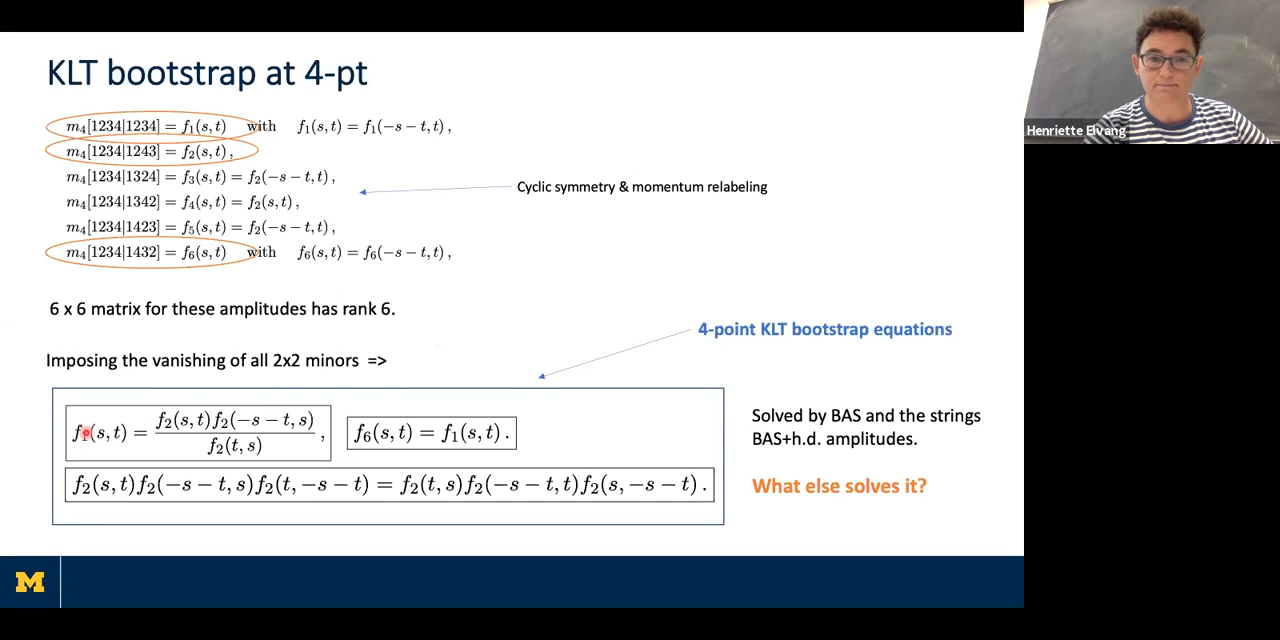 KLT bootstrap at 4-pt
m₄[1234|1234] = f₁(s, t) with f₁(s, t) = f₁(−s − t, t) ,
m₄[1234|1243] = f₂(s, t) ,
m₄[1234|1324] = f₃(s, t) = f₂(−s − t, t) ,
m₄[1234|1342] = f₄(s, t) = f₂(s, t) ,
m₄[1234|1423] = f₅(s, t) = f₂(−s − t, t) ,
m₄[1234|1432] = f₆(s, t) with f₆(s, t) = f₆(−s − t, t) ,
Cyclic symmetry & momentum relabeling
6 x 6 matrix for these amplitudes has rank 6.
4-point KLT bootstrap equations
Imposing the vanishing of all 2x2 minors =>
f₁(s, t) = f₂(s, t)f₂(−s − t, s) / f₂(t, s) , f₆(s, t) = f₁(s, t) .
f₂(s, t)f₂(−s − t, s)f₂(t, −s − t) = f₂(t, s)f₂(−s − t, t)f₂(s, −s − t) .
Solved by BAS and the strings
BAS+h.d. amplitudes.
What else solves it?
M
Henriette Elvang